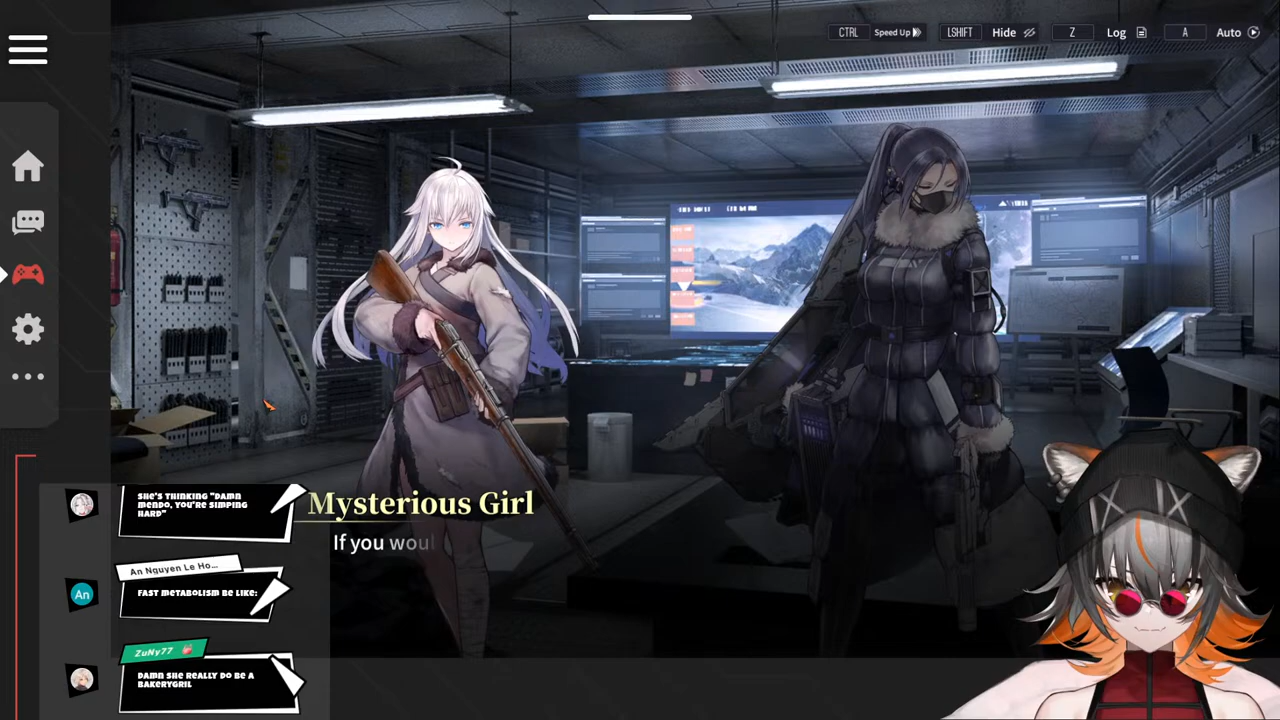 CTRL Speed Up LSHIFT Hide Z Log A Auto
Mysterious Girl
If you woul
SHE'S THINKING "DAMN
MENDO, YOU'RE SIMPING
HARD"
An Nguyen Le Ho...
An
FAST METABOLISM BE LIKE:
ZuNy77
DAMN SHE REALLY DO BE A
BAKERYGRIL